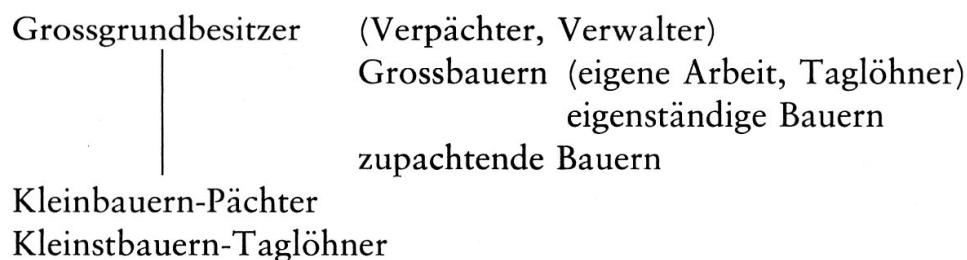 Grossgrundbesitzer (Verpächter, Verwalter)
Grossbauern (eigene Arbeit, Taglöhner)
eigenständige Bauern
zupachtende Bauern
Kleinbauern-Pächter
Kleinstbauern-Taglöhner